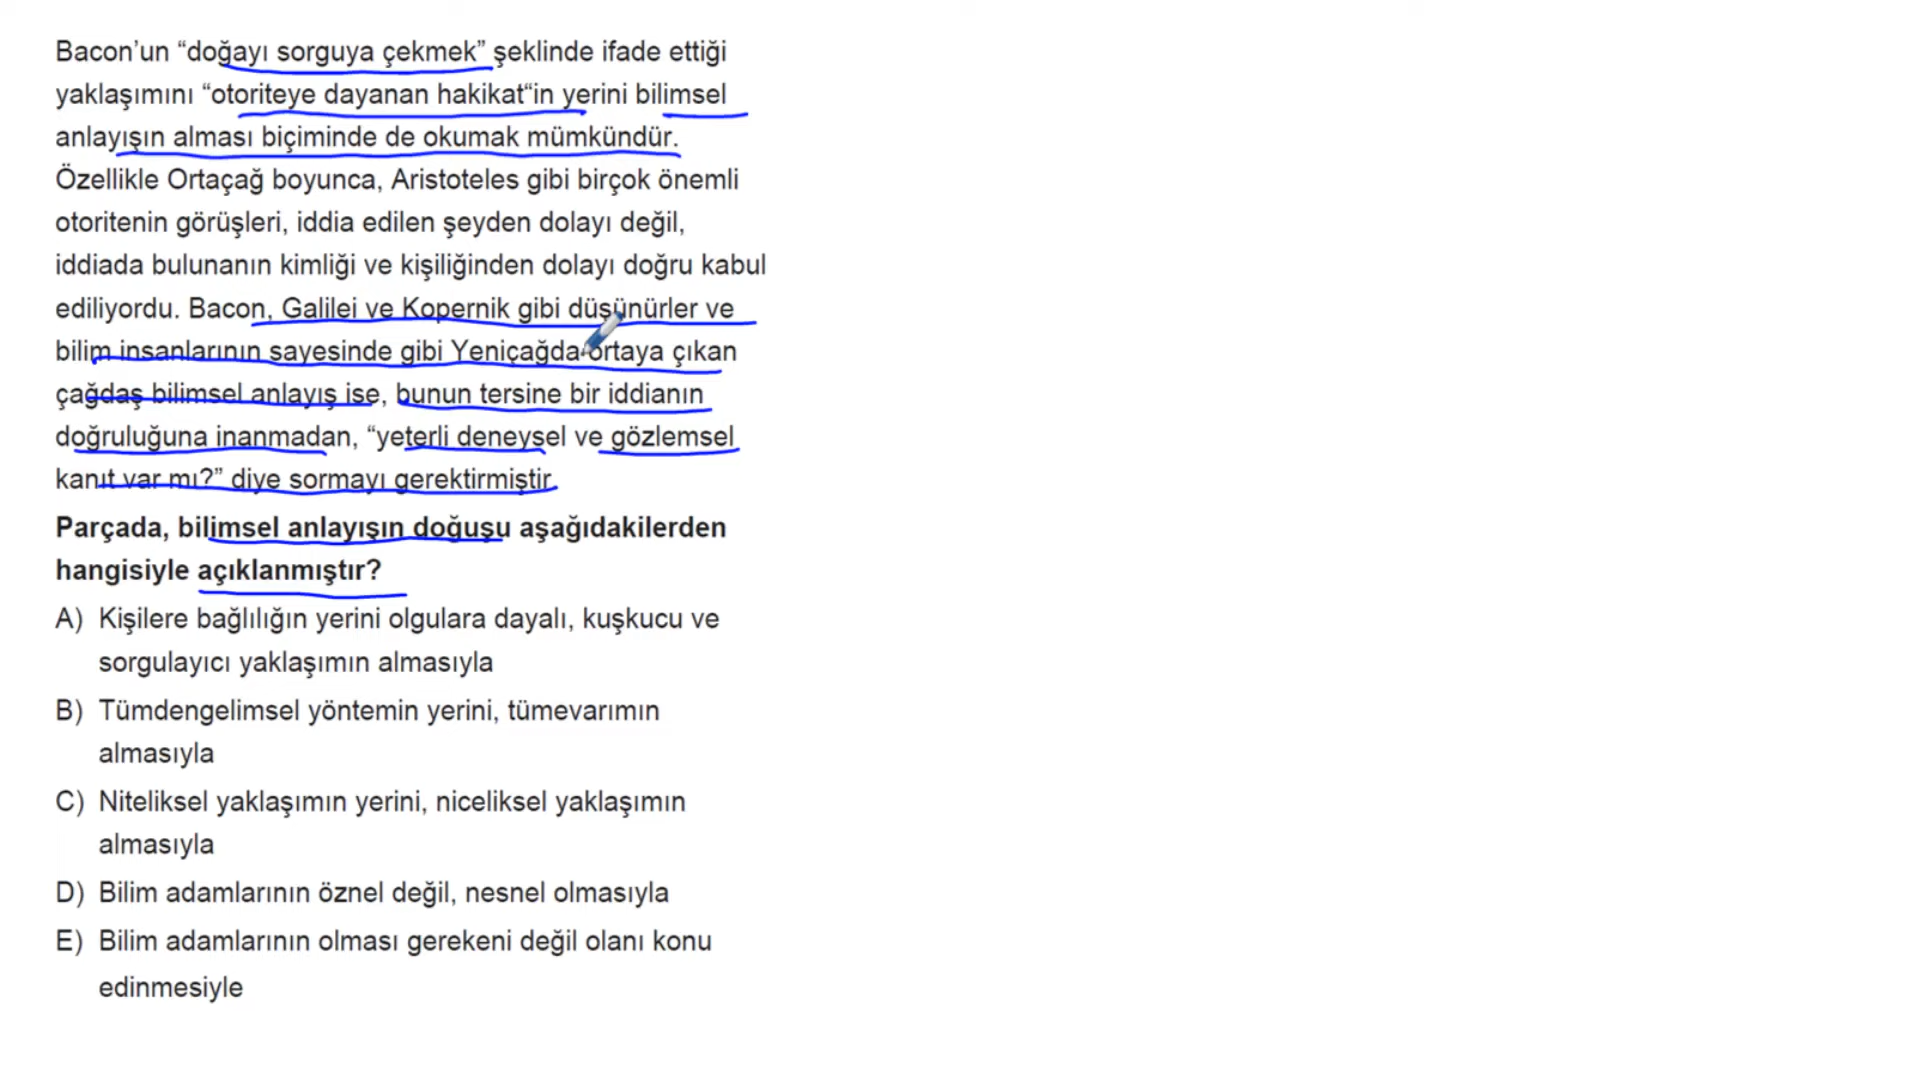 Bacon’un “doğayı sorguya çekmek” şeklinde ifade ettiği
yaklaşımını “otoriteye dayanan hakikat“in yerini bilimsel
anlayışın alması biçiminde de okumak mümkündür.
Özellikle Ortaçağ boyunca, Aristoteles gibi birçok önemli
otoritenin görüşleri, iddia edilen şeyden dolayı değil,
iddiada bulunanın kimliği ve kişiliğinden dolayı doğru kabul
ediliyordu. Bacon, Galilei ve Kopernik gibi düşünürler ve
bilim insanlarının sayesinde gibi Yeniçağda ortaya çıkan
çağdaş bilimsel anlayış ise, bunun tersine bir iddianın
doğruluğuna inanmadan, “yeterli deneysel ve gözlemsel
kanıt var mı?” diye sormayı gerektirmiştir.
Parçada, bilimsel anlayışın doğuşu aşağıdakilerden
hangisiyle açıklanmıştır?
A) Kişilere bağlılığın yerini olgulara dayalı, kuşkucu ve
sorgulayıcı yaklaşımın almasıyla
B) Tümdengelimsel yöntemin yerini, tümevarımın
almasıyla
C) Niteliksel yaklaşımın yerini, niceliksel yaklaşımın
almasıyla
D) Bilim adamlarının öznel değil, nesnel olmasıyla
E) Bilim adamlarının olması gerekeni değil olanı konu
edinmesiyle